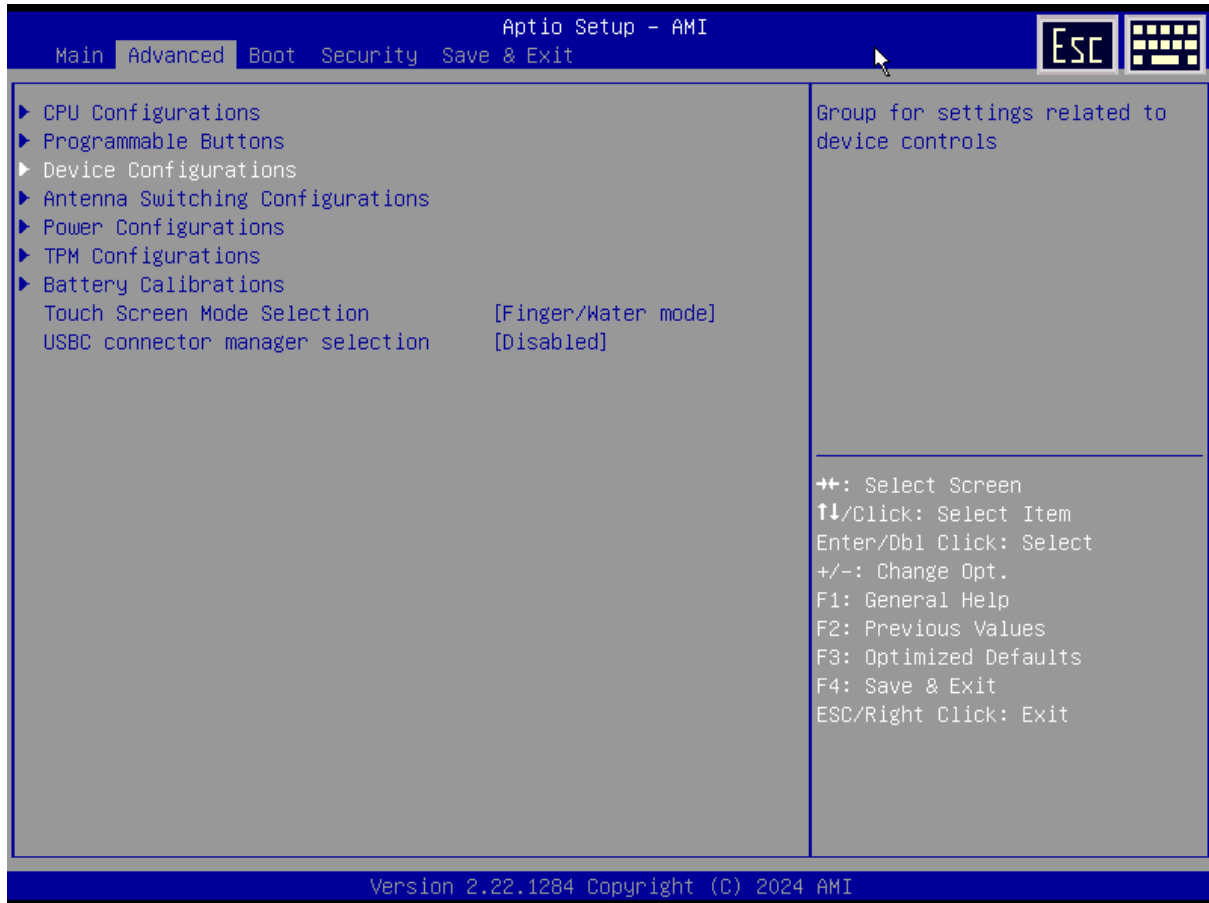 Aptio Setup – AMI
Main Advanced Boot Security Save & Exit
Esc
CPU Configurations
Programmable Buttons
Device Configurations
Antenna Switching Configurations
Power Configurations
TPM Configurations
Battery Calibrations
Touch Screen Mode Selection [Finger/Water mode]
USBC connector manager selection [Disabled]
Group for settings related to
device controls
→←: Select Screen
↑↓/Click: Select Item
Enter/Dbl Click: Select
+/-: Change Opt.
F1: General Help
F2: Previous Values
F3: Optimized Defaults
F4: Save & Exit
ESC/Right Click: Exit
Version 2.22.1284 Copyright (C) 2024 AMI